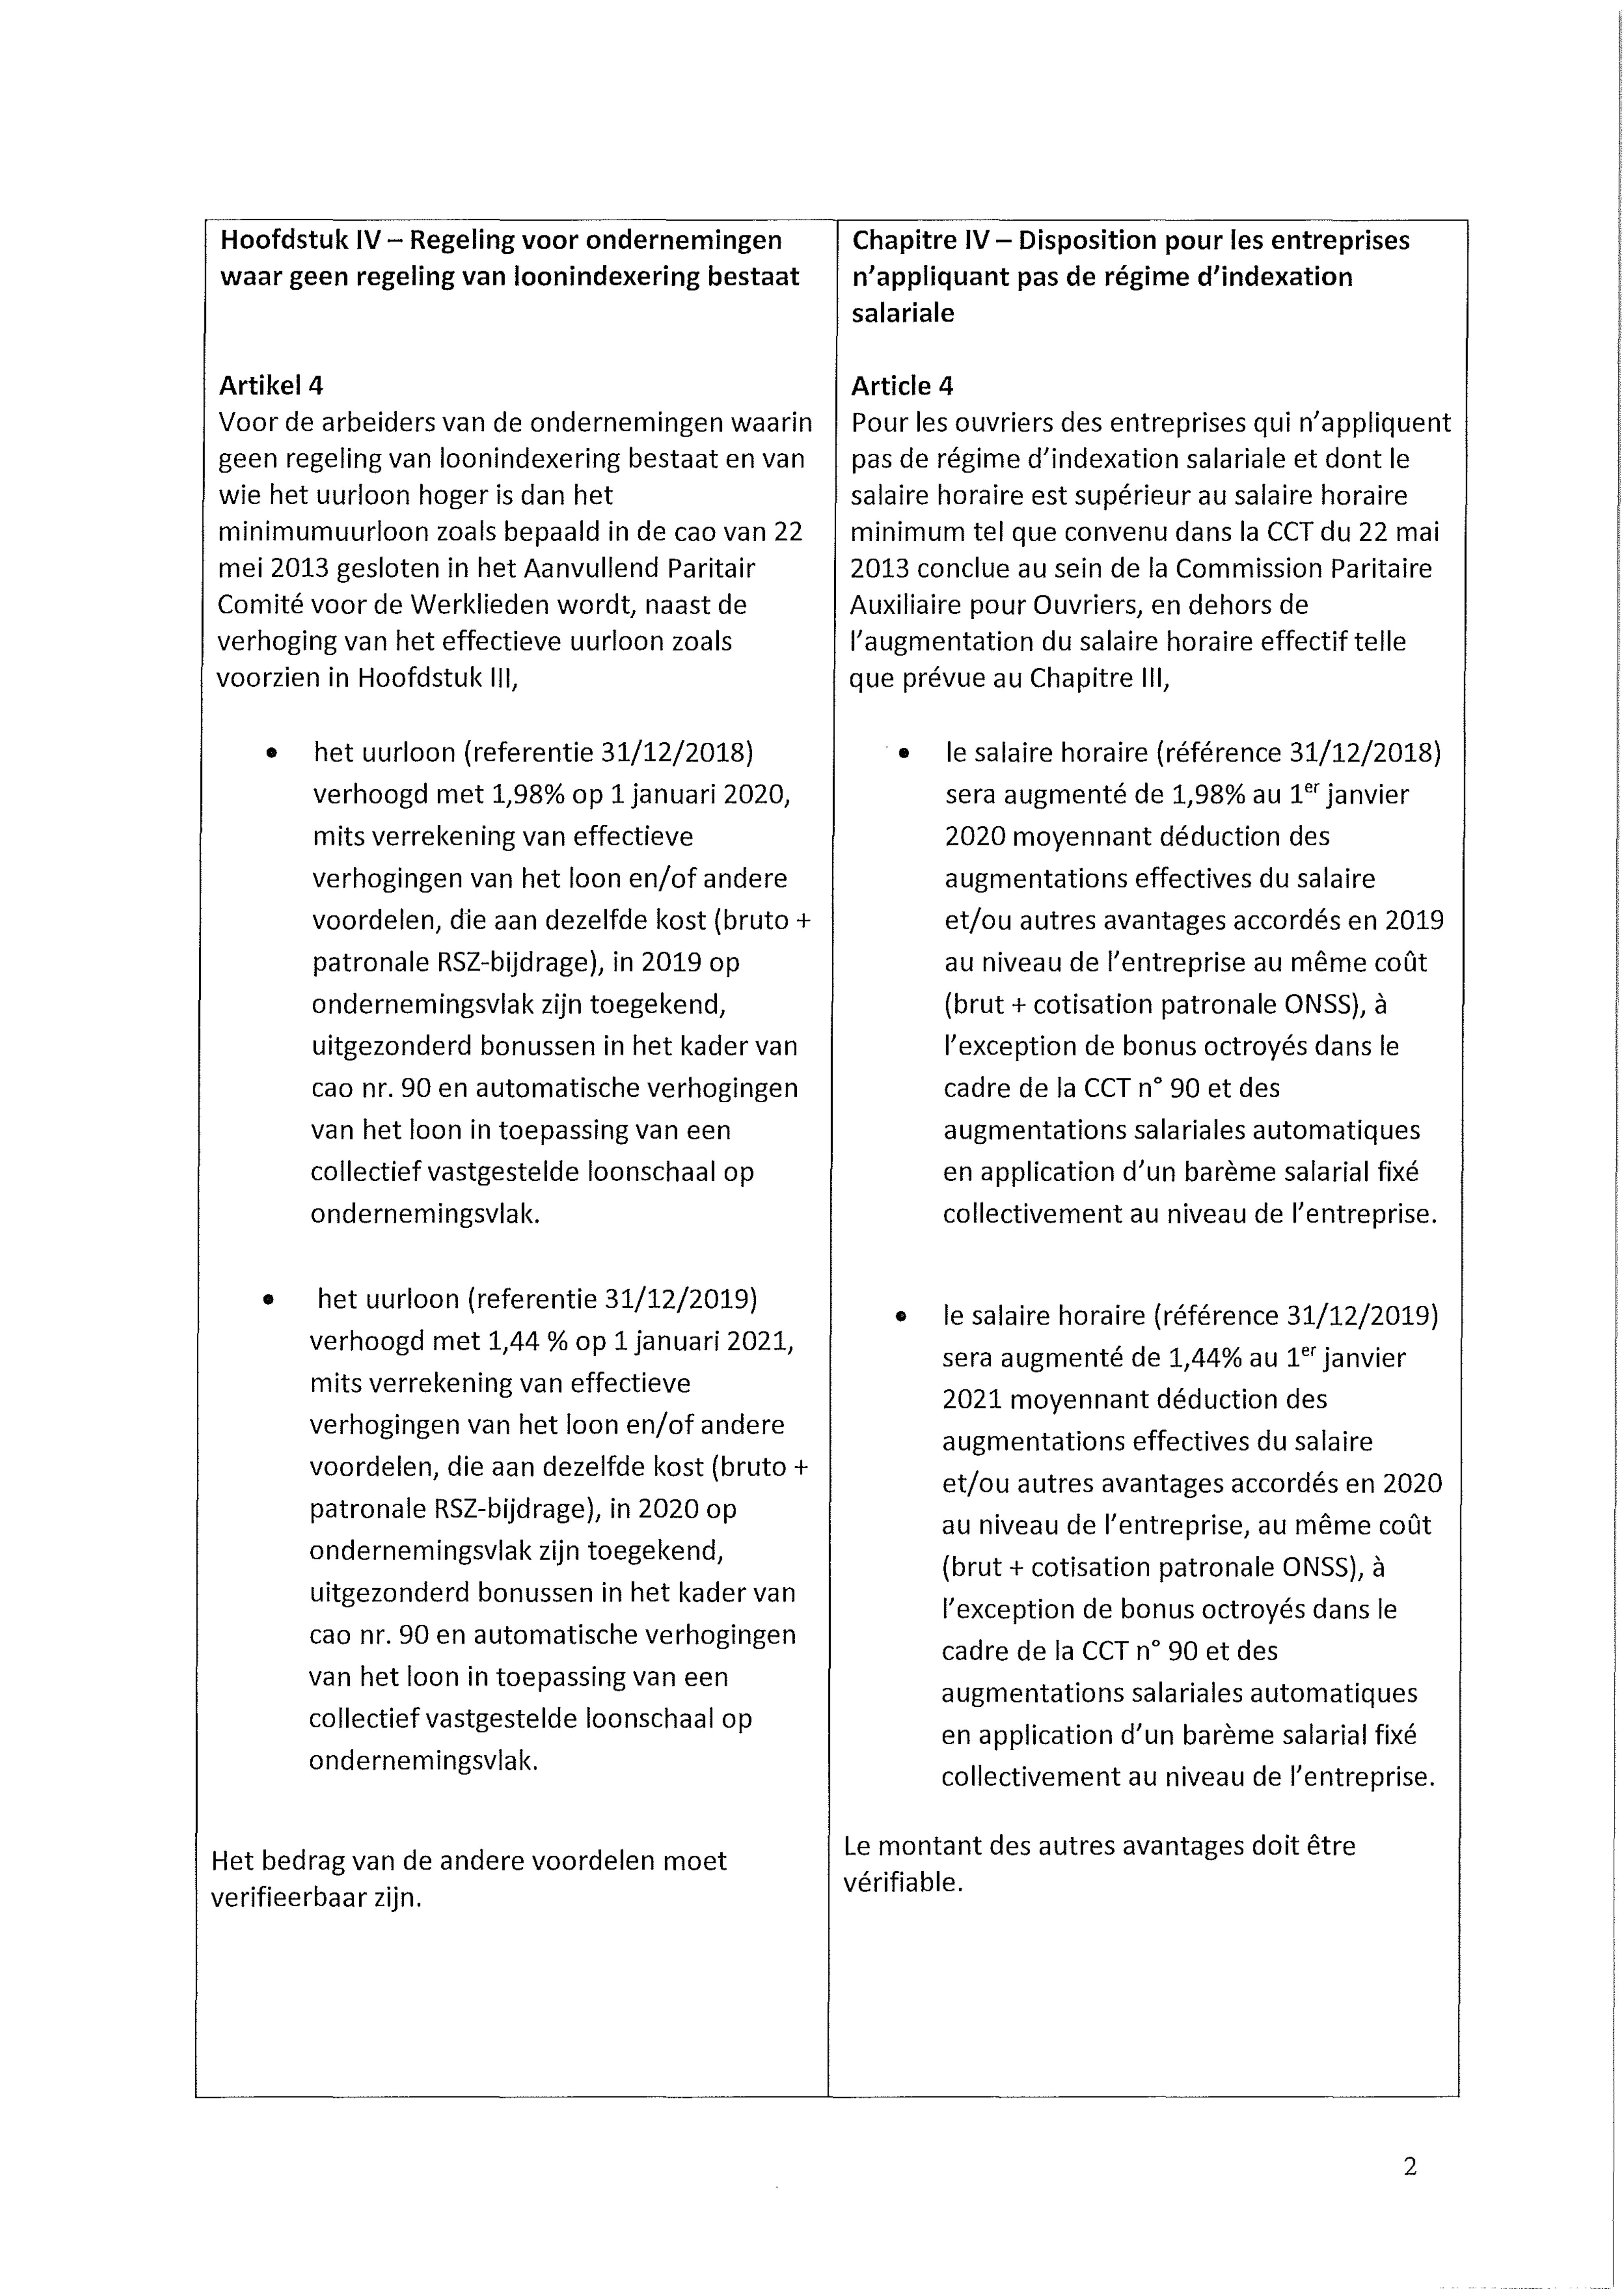 Hoofdstuk IV – Regeling voor ondernemingen
waar geen regeling van loonindexering bestaat
Artikel 4
Voor de arbeiders van de ondernemingen waarin
geen regeling van loonindexering bestaat en van
wie het uurloon hoger is dan het
minimumuurloon zoals bepaald in de cao van 22
mei 2013 gesloten in het Aanvullend Paritair
Comité voor de Werklieden wordt, naast de
verhoging van het effectieve uurloon zoals
voorzien in Hoofdstuk III,
• het uurloon (referentie 31/12/2018)
verhoogd met 1,98% op 1 januari 2020,
mits verrekening van effectieve
verhogingen van het loon en/of andere
voordelen, die aan dezelfde kost (bruto +
patronale RSZ-bijdrage), in 2019 op
ondernemingsvlak zijn toegekend,
uitgezonderd bonussen in het kader van
cao nr. 90 en automatische verhogingen
van het loon in toepassing van een
collectief vastgestelde loonschaal op
ondernemingsvlak.
• het uurloon (referentie 31/12/2019)
verhoogd met 1,44 % op 1 januari 2021,
mits verrekening van effectieve
verhogingen van het loon en/of andere
voordelen, die aan dezelfde kost (bruto +
patronale RSZ-bijdrage), in 2020 op
ondernemingsvlak zijn toegekend,
uitgezonderd bonussen in het kader van
cao nr. 90 en automatische verhogingen
van het loon in toepassing van een
collectief vastgestelde loonschaal op
ondernemingsvlak.
Het bedrag van de andere voordelen moet
verifieerbaar zijn.
Chapitre IV – Disposition pour les entreprises
n'appliquant pas de régime d'indexation
salariale
Article 4
Pour les ouvriers des entreprises qui n'appliquent
pas de régime d'indexation salariale et dont le
salaire horaire est supérieur au salaire horaire
minimum tel que convenu dans la CCT du 22 mai
2013 conclue au sein de la Commission Paritaire
Auxiliaire pour Ouvriers, en dehors de
l'augmentation du salaire horaire effectif telle
que prévue au Chapitre III,
• le salaire horaire (référence 31/12/2018)
sera augmenté de 1,98% au 1er janvier
2020 moyennant déduction des
augmentations effectives du salaire
et/ou autres avantages accordés en 2019
au niveau de l'entreprise au même coût
(brut + cotisation patronale ONSS), à
l'exception de bonus octroyés dans le
cadre de la CCT n° 90 et des
augmentations salariales automatiques
en application d'un barème salarial fixé
collectivement au niveau de l'entreprise.
• le salaire horaire (référence 31/12/2019)
sera augmenté de 1,44% au 1er janvier
2021 moyennant déduction des
augmentations effectives du salaire
et/ou autres avantages accordés en 2020
au niveau de l'entreprise, au même coût
(brut + cotisation patronale ONSS), à
l'exception de bonus octroyés dans le
cadre de la CCT n° 90 et des
augmentations salariales automatiques
en application d'un barème salarial fixé
collectivement au niveau de l'entreprise.
Le montant des autres avantages doit être
vérifiable.
2